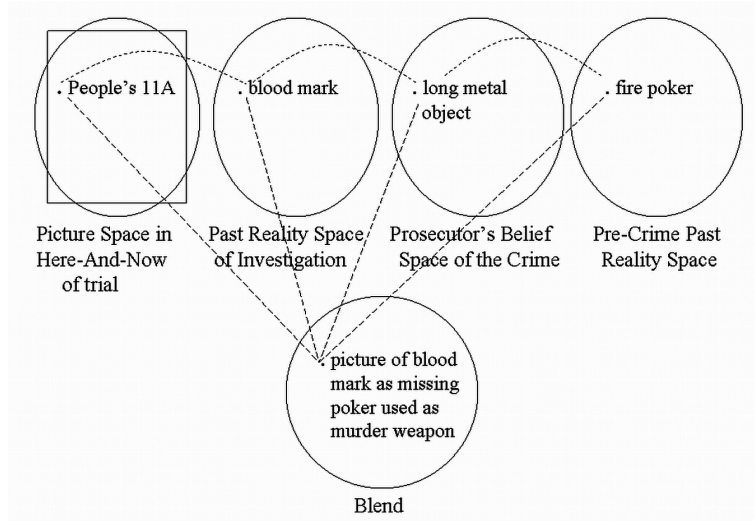 People's 11A
blood mark
long metal
object
fire poker
Picture Space in
Here-And-Now
of trial
Past Reality Space
of Investigation
Prosecutor's Belief
Space of the Crime
Pre-Crime Past
Reality Space
picture of blood
mark as missing
poker used as
murder weapon
Blend